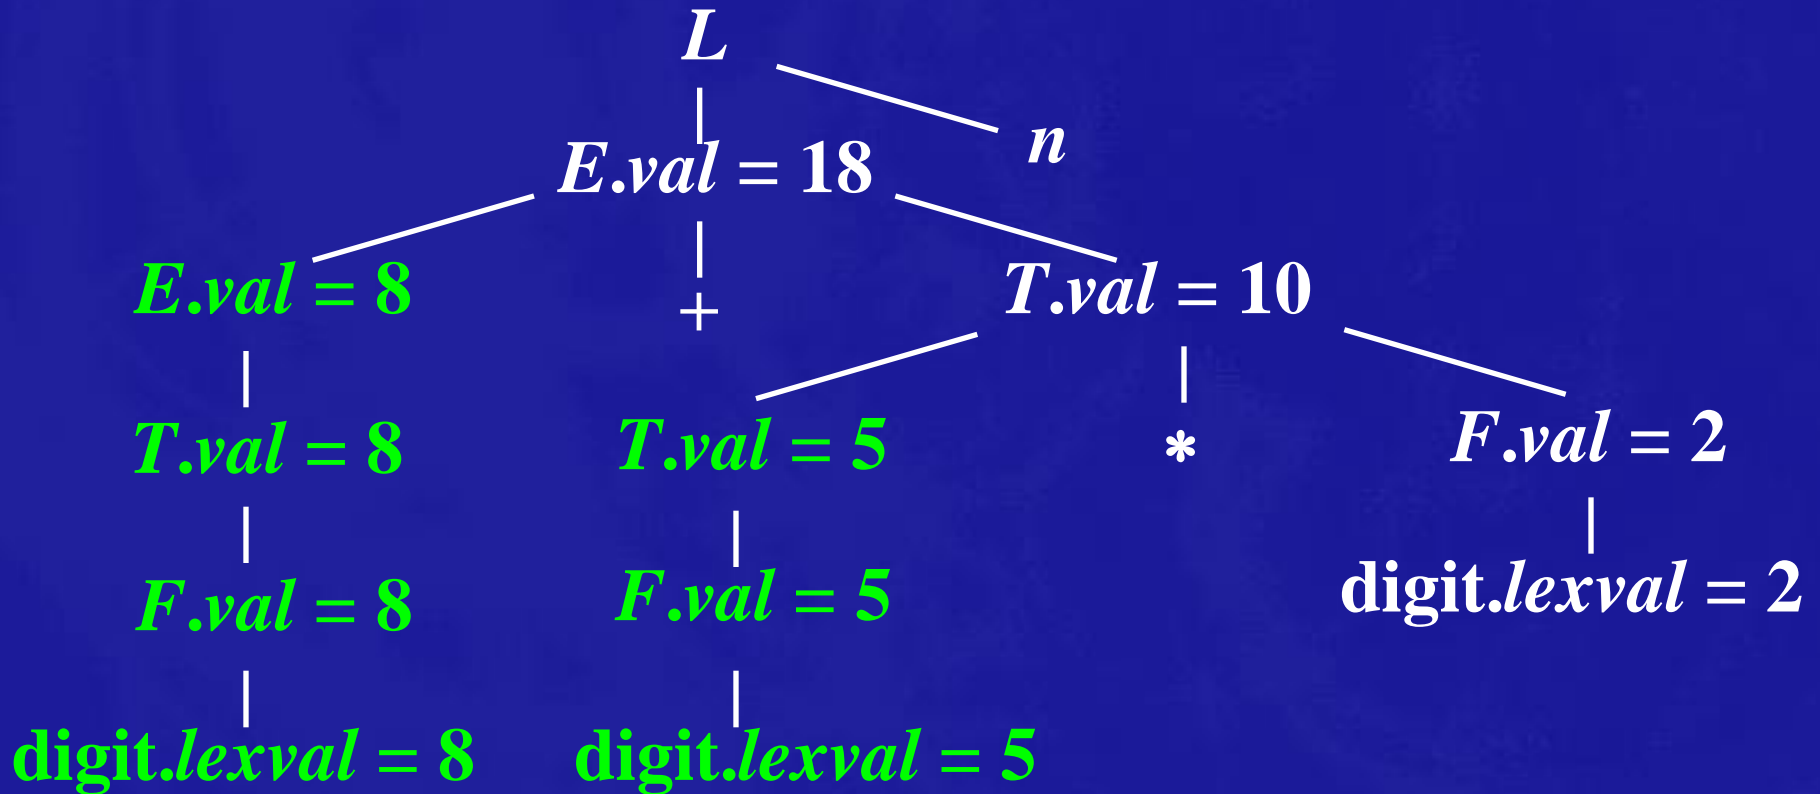 L
n
E.val = 18
E.val = 8
+
T.val = 10
T.val = 8
T.val = 5
*
F.val = 2
F.val = 8
F.val = 5
digit.lexval = 2
digit.lexval = 8
digit.lexval = 5